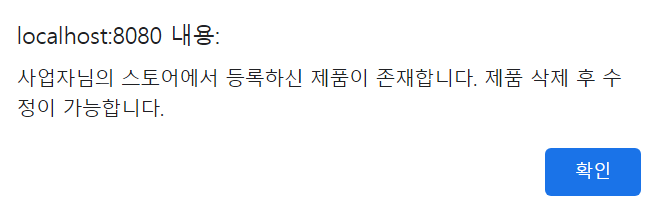 localhost:8080 내용:
사업자님의 스토어에서 등록하신 제품이 존재합니다. 제품 삭제 후 수
정이 가능합니다.
확인